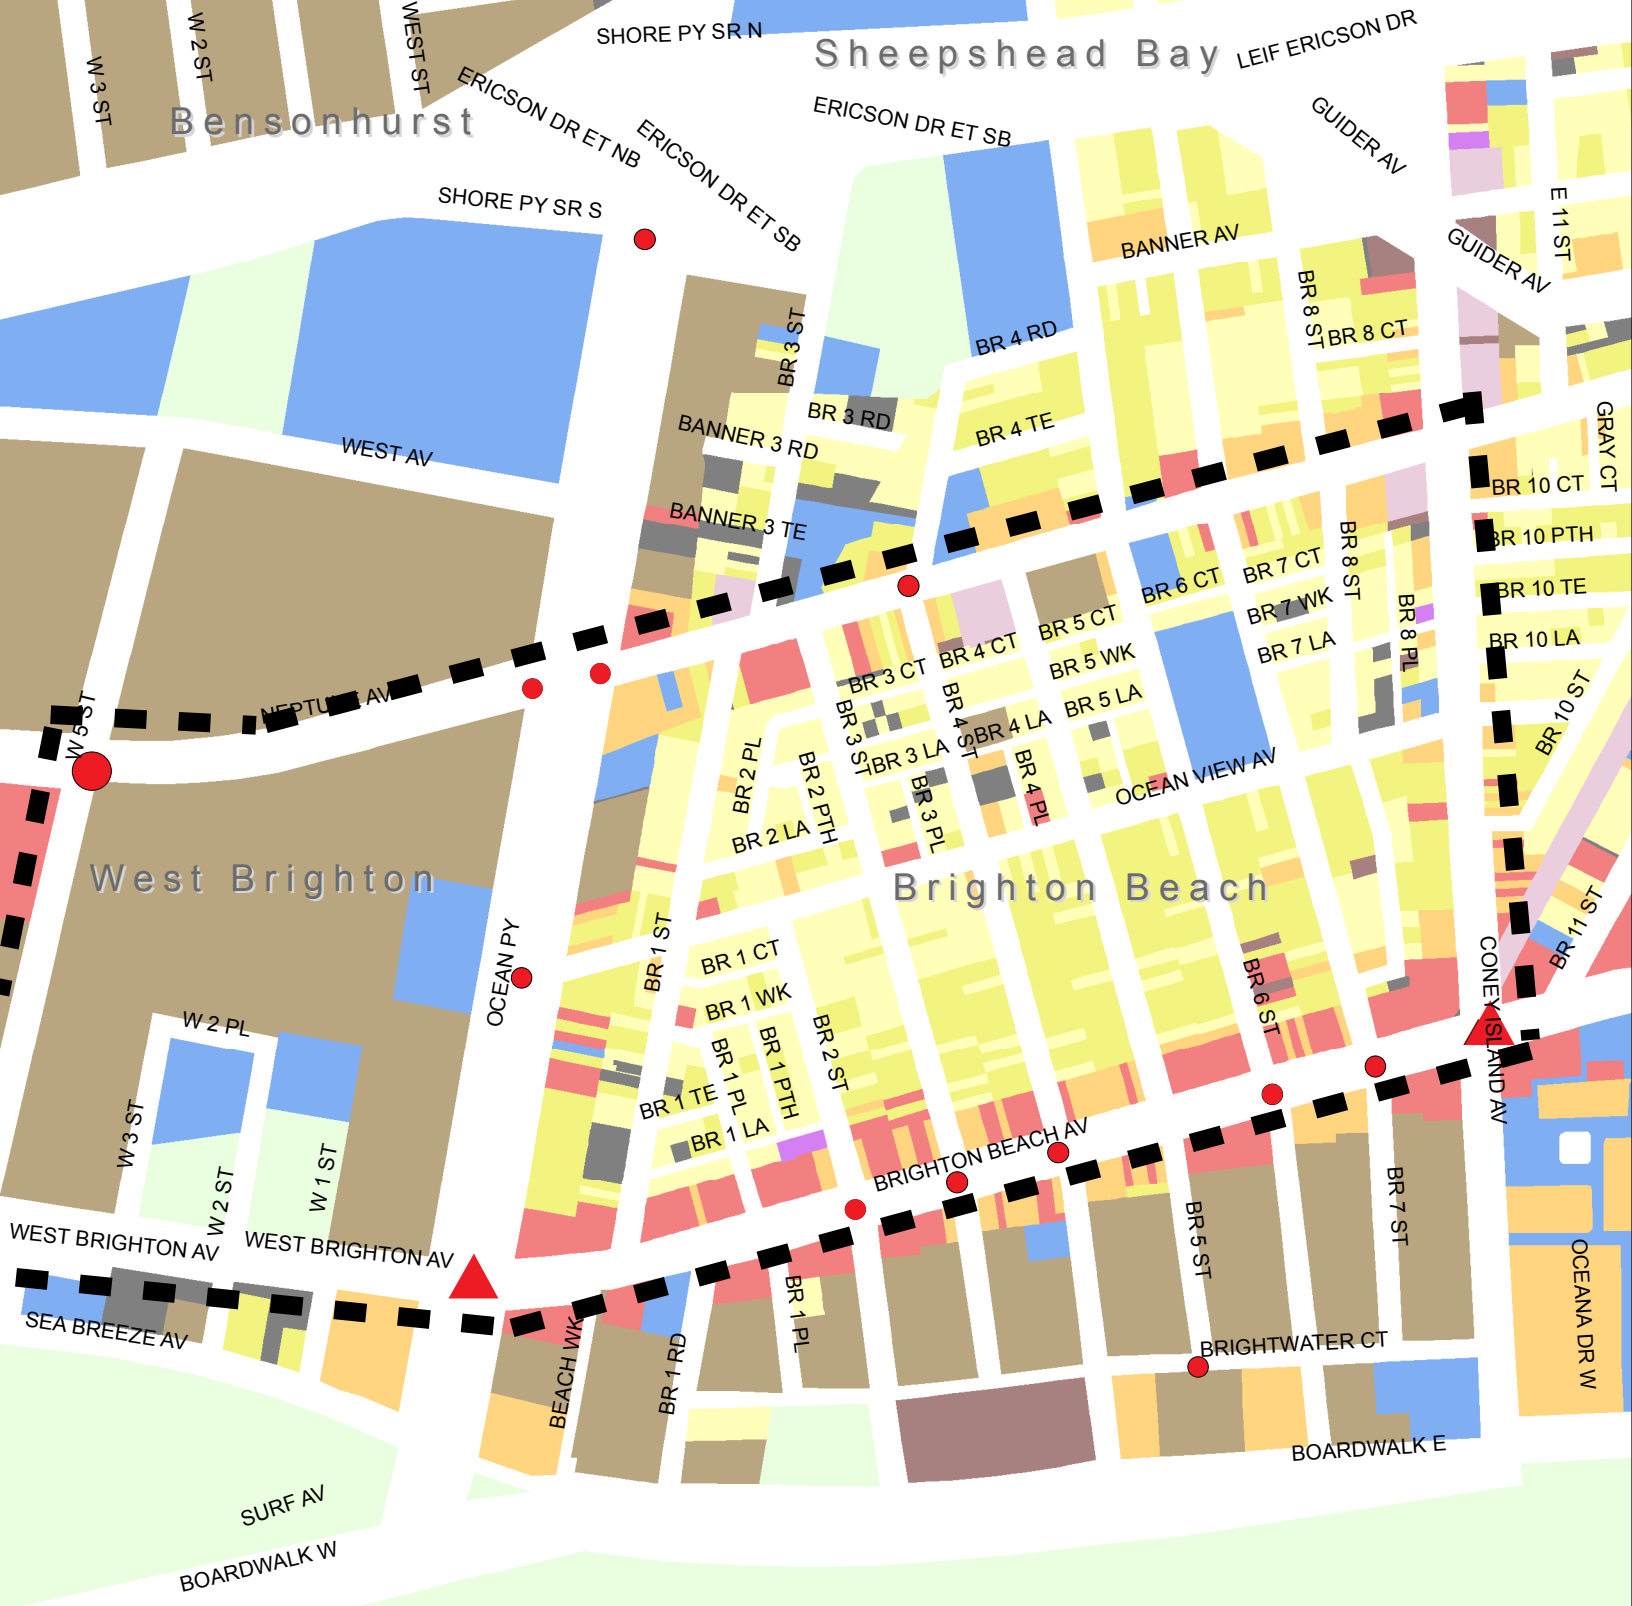 SHORE PY SR N
Sheepshead Bay
LEIF ERICSON DR
W 3 ST
W 2 ST
WEST ST
Bensonhurst
ERICSON DR ET NB
ERICSON DR ET SB
ERICSON DR ET SB
GUIDER AV
SHORE PY SR S
BANNER AV
E 11 ST
GUIDER AV
BR 8 ST
BR 8 CT
BR 4 RD
BR 3 ST
BR 3 RD
BANNER 3 RD
BR 4 TE
WEST AV
GRAY CT
BR 10 CT
BANNER 3 TE
BR 10 PTH
BR 8 ST
BR 7 CT
BR 6 CT
BR 10 TE
BR 7 WK
BR 8 PL
BR 5 CT
BR 4 CT
BR 7 LA
BR 10 LA
BR 5 WK
BR 3 CT
BR 5 LA
BR 10 ST
NEPTUNE AV
W 5 ST
BR 4 ST
BR 3 ST
BR 4 LA
BR 3 LA
BR 2 PL
BR 2 PTH
BR 4 PL
OCEAN VIEW AV
BR 3 PL
BR 2 LA
West Brighton
Brighton Beach
BR 11 ST
BR 1 ST
BR 1 CT
OCEAN PY
BR 1 WK
BR 6 ST
CONEY ISLAND AV
W 2 PL
BR 2 ST
BR 1 PTH
BR 1 PL
BR 1 TE
BR 1 LA
W 3 ST
W 2 ST
W 1 ST
BRIGHTON BEACH AV
BR 7 ST
BR 5 ST
WEST BRIGHTON AV
WEST BRIGHTON AV
SEA BREEZE AV
BR 1 PL
OCEANA DR W
BRIGHTWATER CT
BEACH WK
BR 1 RD
BOARDWALK E
SURF AV
BOARDWALK W